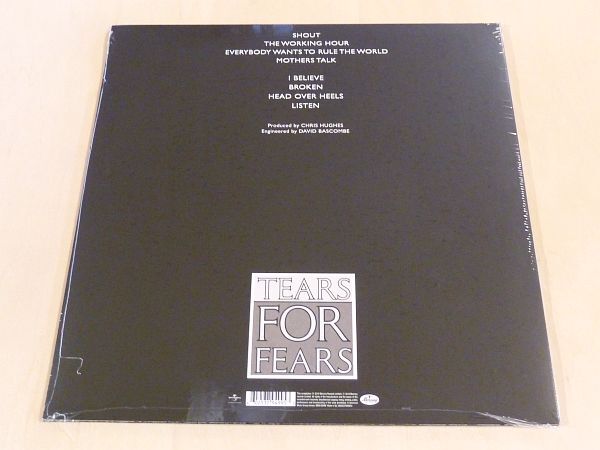 SHOUT
THE WORKING HOUR
EVERYBODY WANTS TO RULE THE WORLD
MOTHERS TALK
I BELIEVE
BROKEN
HEAD OVER HEELS
LISTEN
Produced by CHRIS HUGHES
Engineered by DAVID BASCOMBE
TEARS
FOR
FEARS